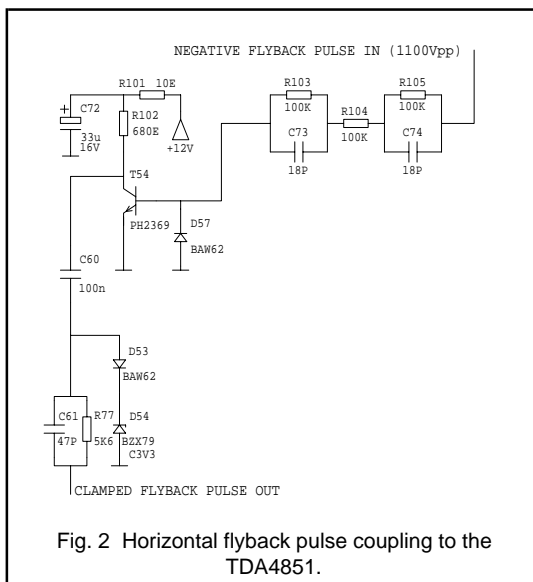 NEGATIVE FLYBACK PULSE IN (1100Vpp)
R101 10E
R103
100K
R105
100K
C72
+
33u
16V
R102
680E
+12V
R104
100K
C73
18P
C74
18P
T54
PH2369
D57
BAW62
C60
100n
D53
BAW62
C61
47P
R77
5K6
D54
BZX79
C3V3
CLAMPED FLYBACK PULSE OUT
Fig. 2 Horizontal flyback pulse coupling to the
TDA4851.